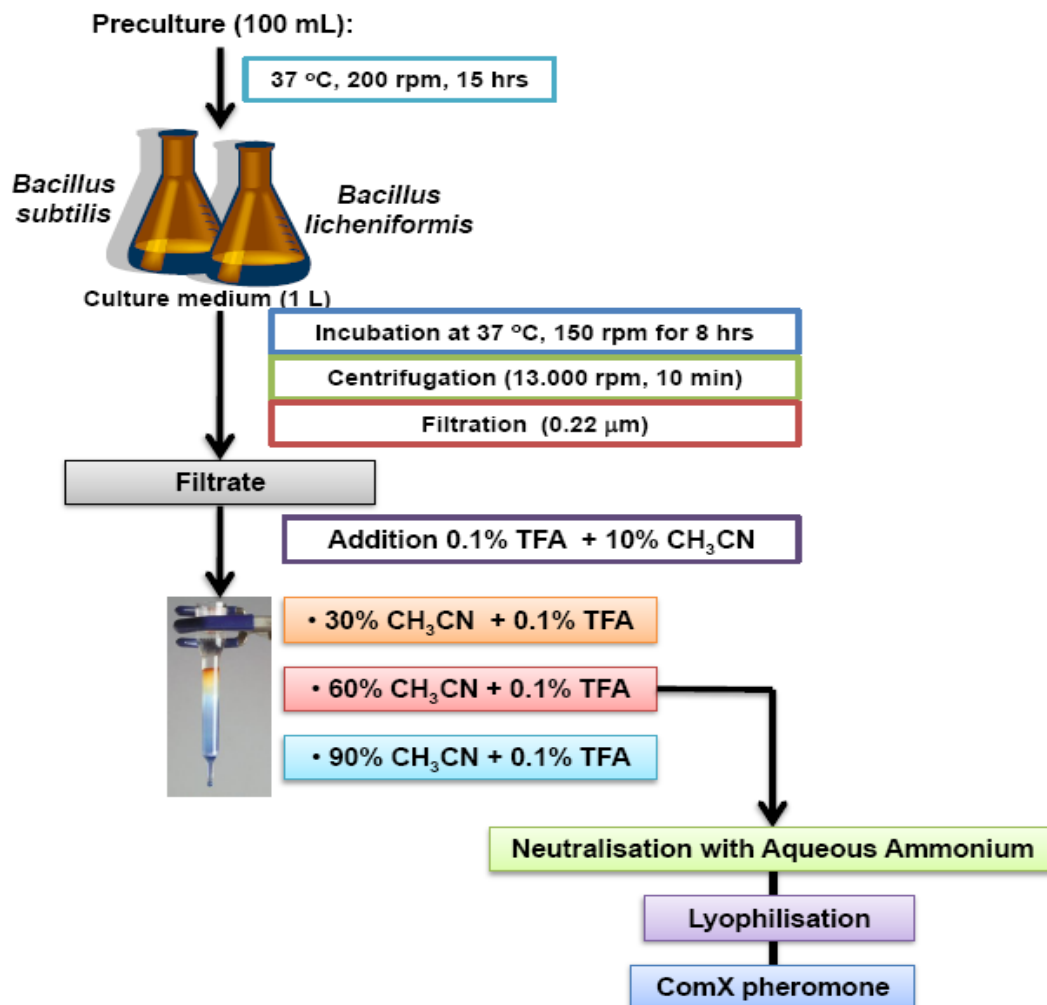 Preculture (100 mL):
37 °C, 200 rpm, 15 hrs
Bacillus
subtilis
Bacillus
licheniformis
Culture medium (1 L)
Incubation at 37 °C, 150 rpm for 8 hrs
Centrifugation (13.000 rpm, 10 min)
Filtration (0.22 µm)
Filtrate
Addition 0.1% TFA + 10% CH₃CN
• 30% CH₃CN + 0.1% TFA
• 60% CH₃CN + 0.1% TFA
• 90% CH₃CN + 0.1% TFA
Neutralisation with Aqueous Ammonium
Lyophilisation
ComX pheromone